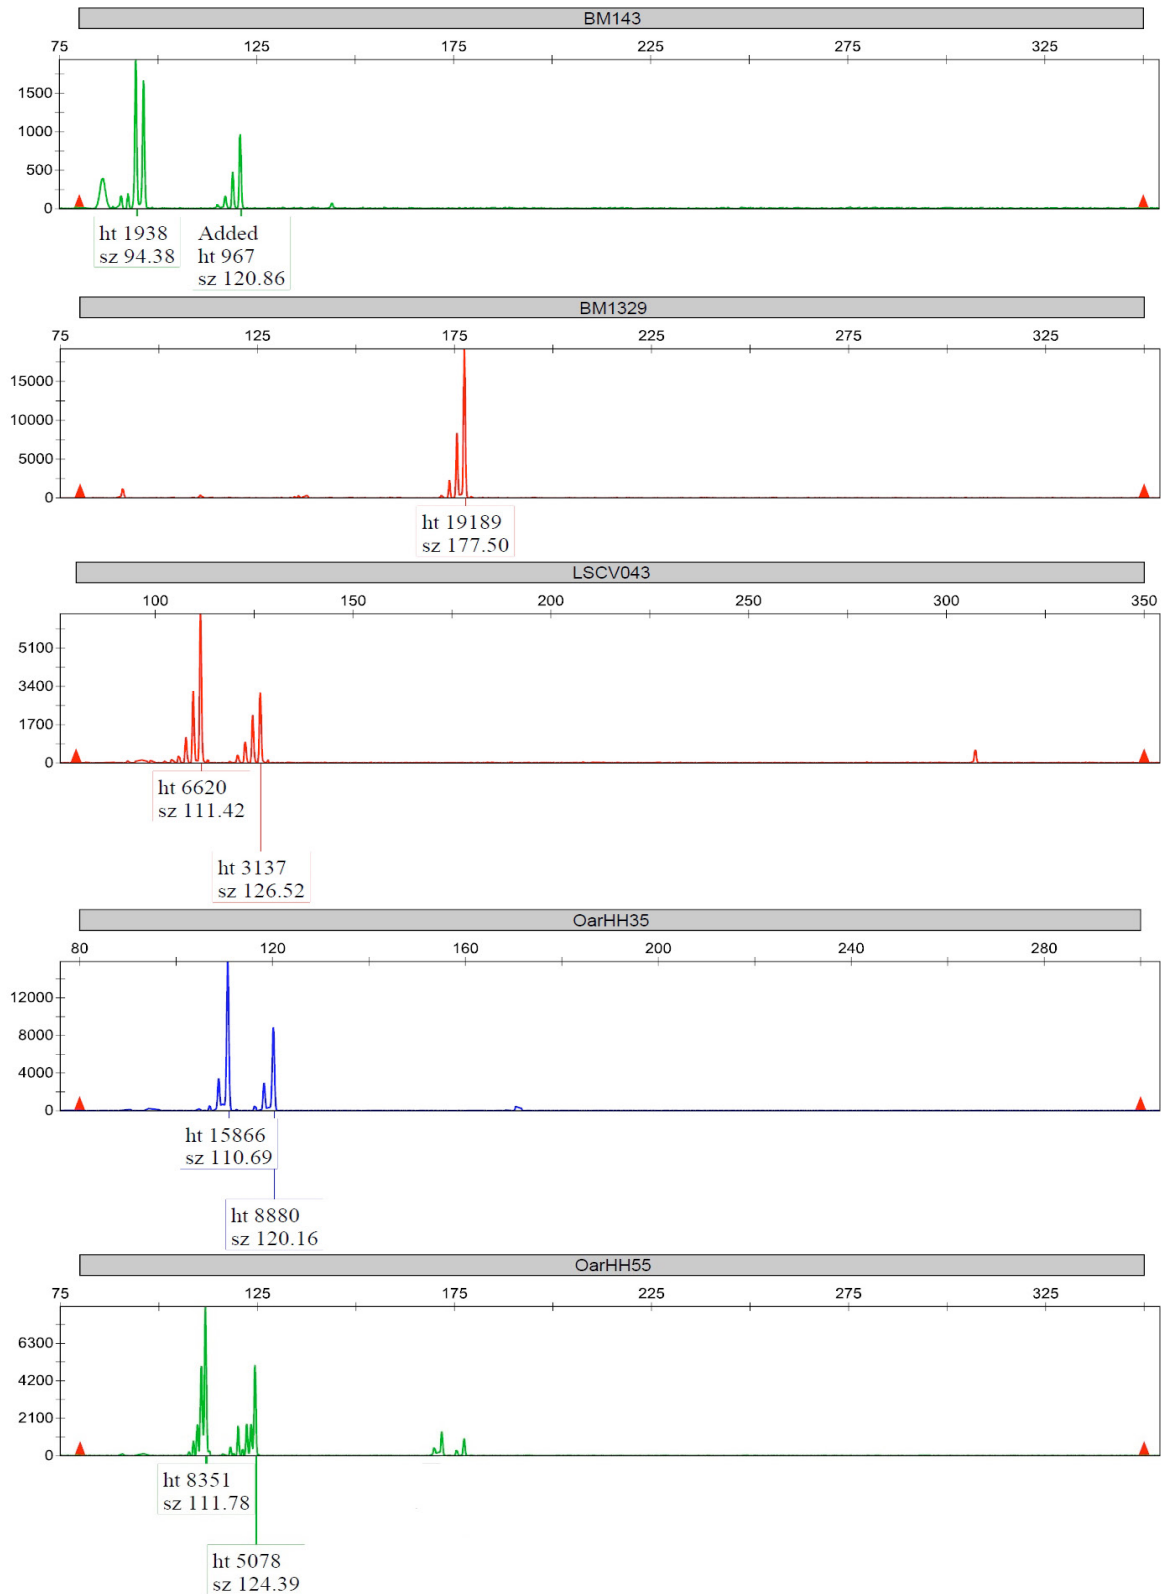 BM143
75 125 175 225 275 325
1500
1000
500
0
ht 1938
sz 94.38
Added
ht 967
sz 120.86
BM1329
75 125 175 225 275 325
15000
10000
5000
0
ht 19189
sz 177.50
LSCV043
100 150 200 250 300 350
5100
3400
1700
0
ht 6620
sz 111.42
ht 3137
sz 126.52
OarHH35
80 120 160 200 240 280
12000
8000
4000
0
ht 15866
sz 110.69
ht 8880
sz 120.16
OarHH55
75 125 175 225 275 325
6300
4200
2100
0
ht 8351
sz 111.78
ht 5078
sz 124.39